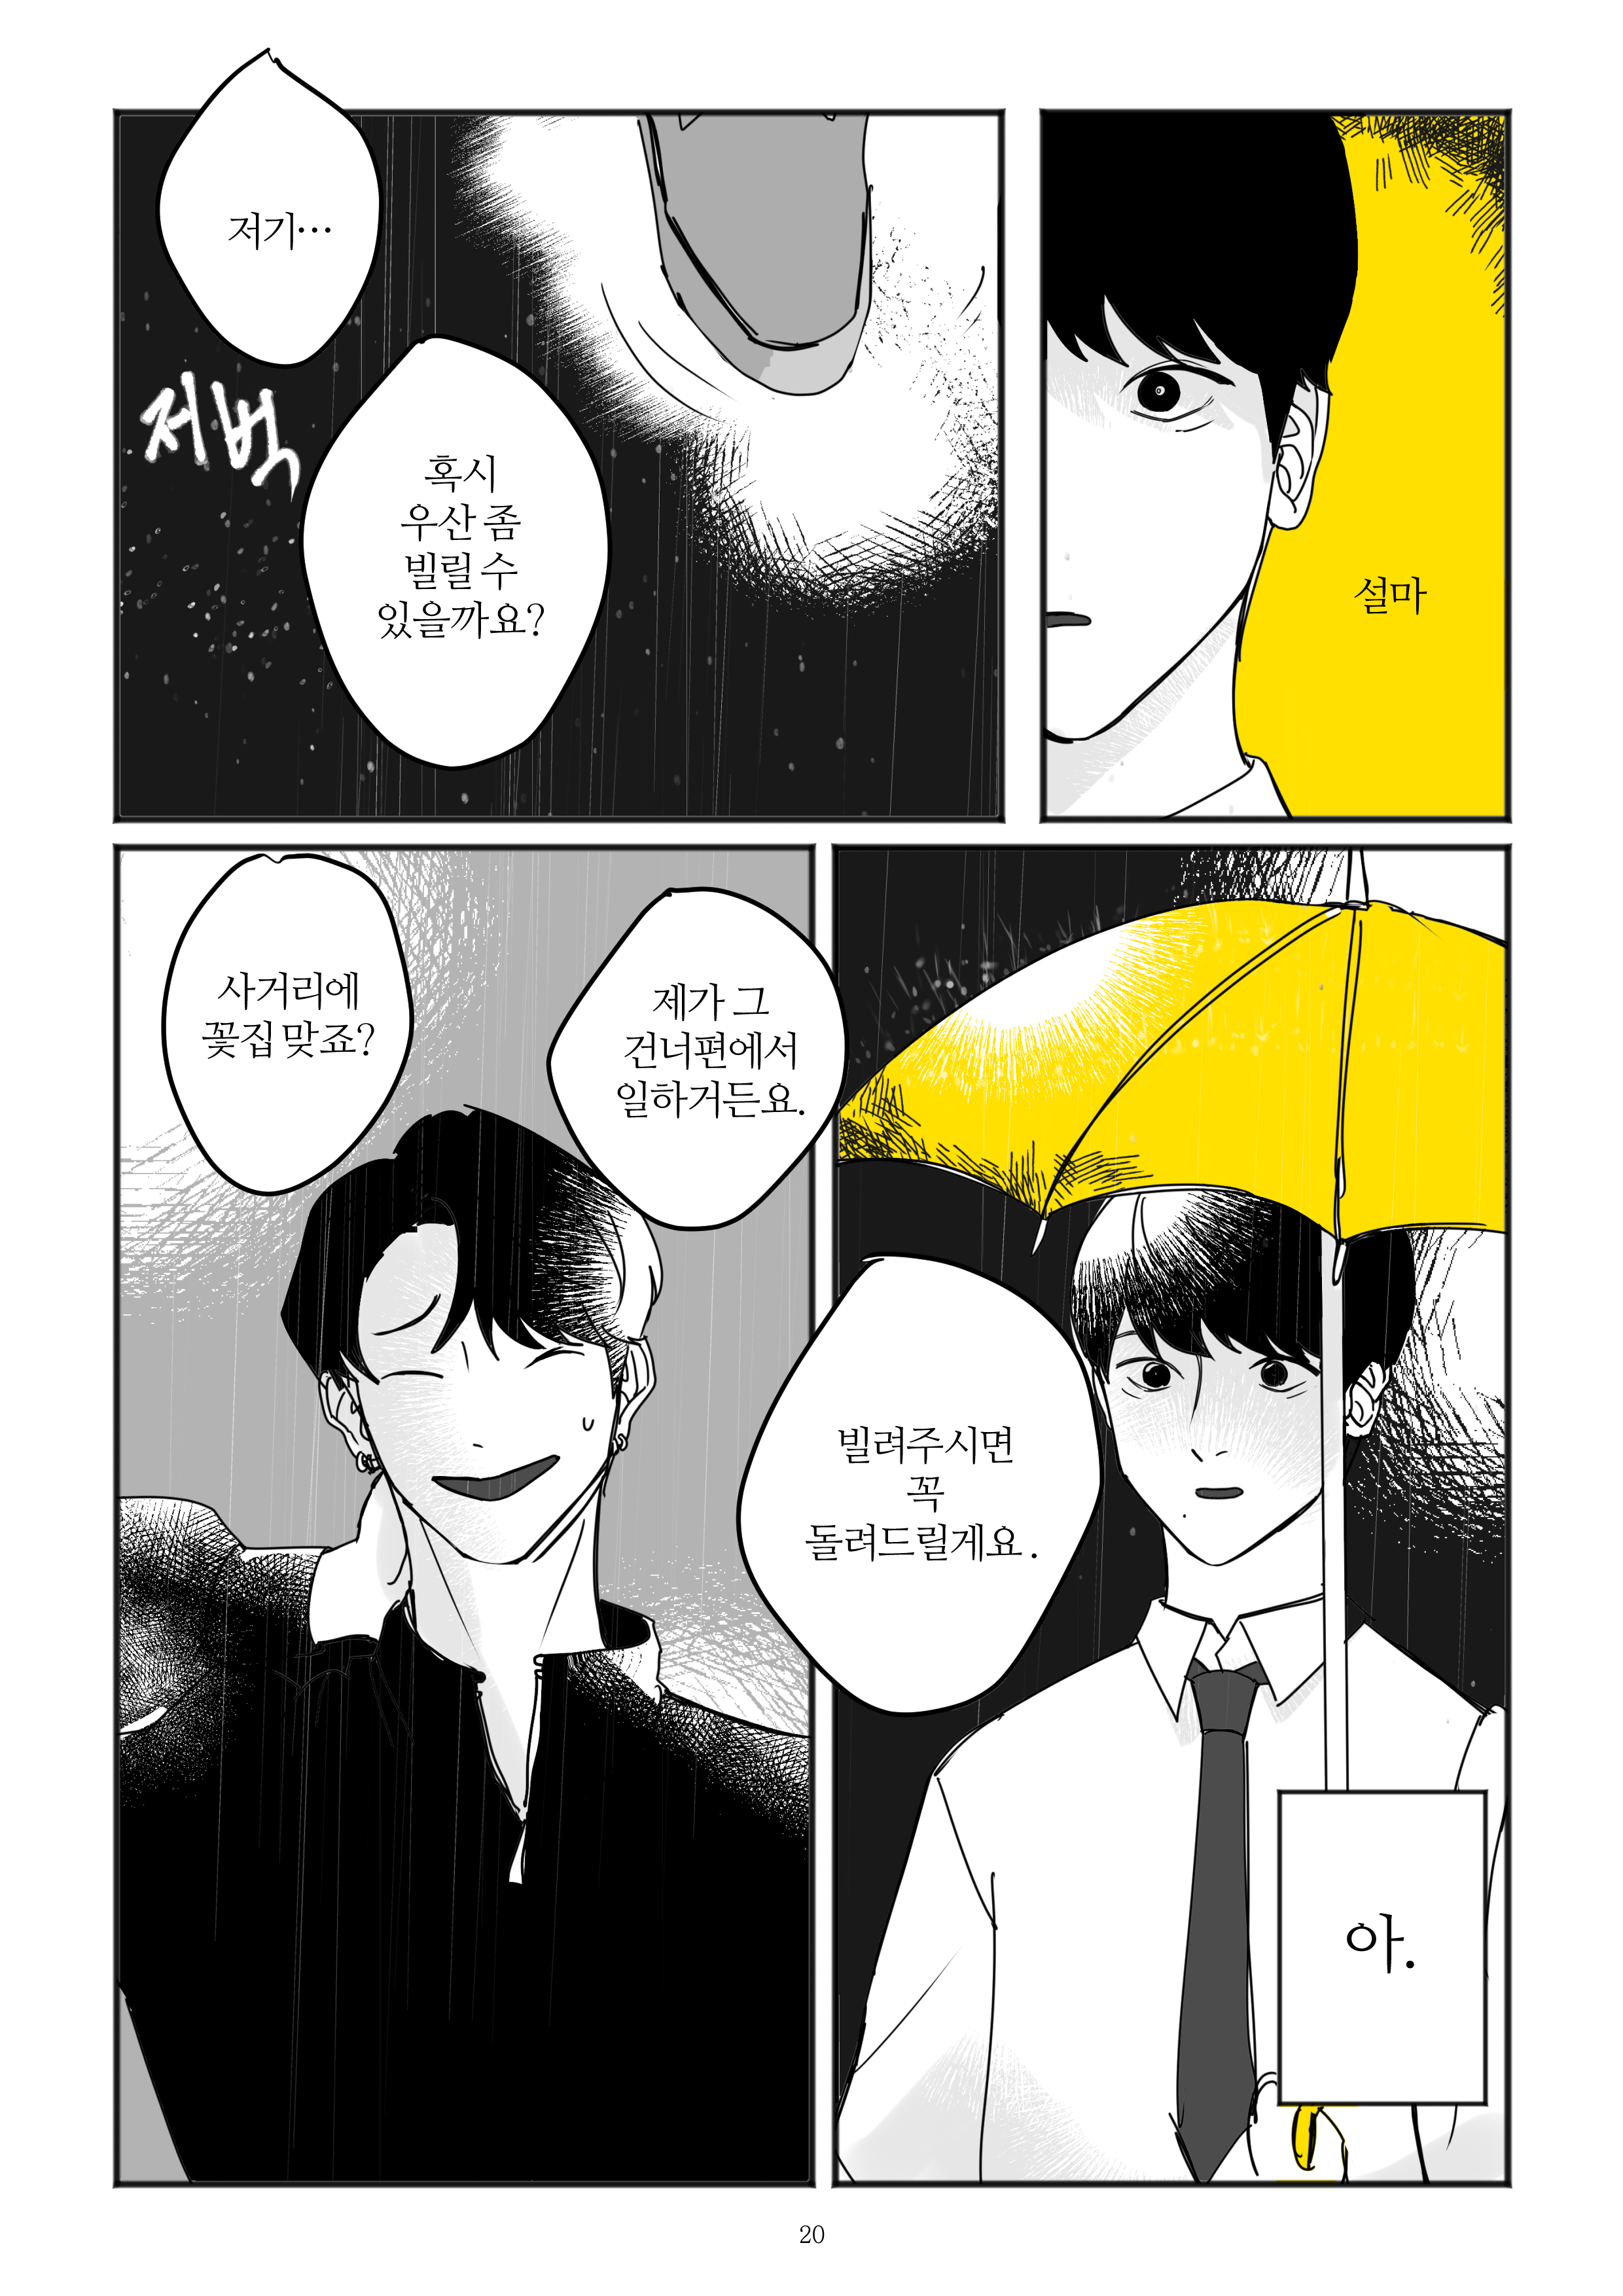 저기…
저벅
혹시
우산 좀
빌릴 수
있을까요?
설마
사거리에
꽃집 맞죠?
제가 그
건너편에서
일하거든요.
빌려주시면
꼭
돌려드릴게요.
아.
20